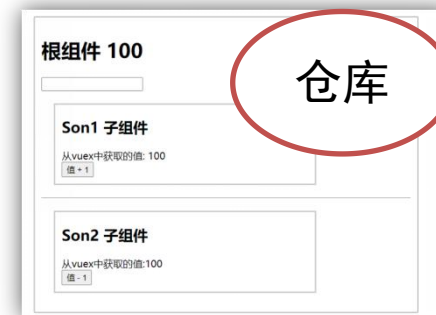 根组件 100
仓库
Son1 子组件
从vuex中获取的值: 100
值 + 1
Son2 子组件
从vuex中获取的值:100
值 - 1